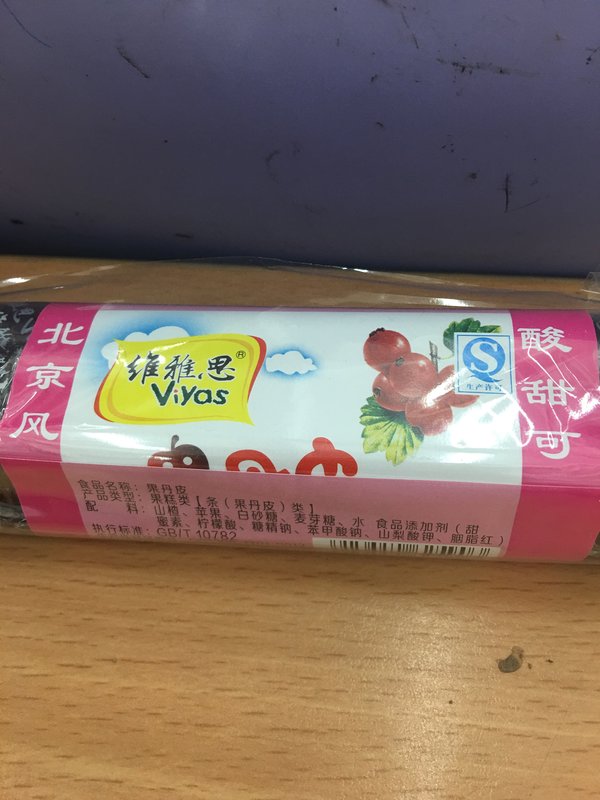 北京风
维雅思®
Viyas
生产许可
酸甜可
食品名称：果丹皮
产品类型：果糕类【条（果丹皮）类】
配 料：山楂、苹果、白砂糖、麦芽糖、水 食品添加剂（甜
蜜素、柠檬酸、糖精钠、苯甲酸钠、山梨酸钾、胭脂红）
执行标准：GB/T 10782